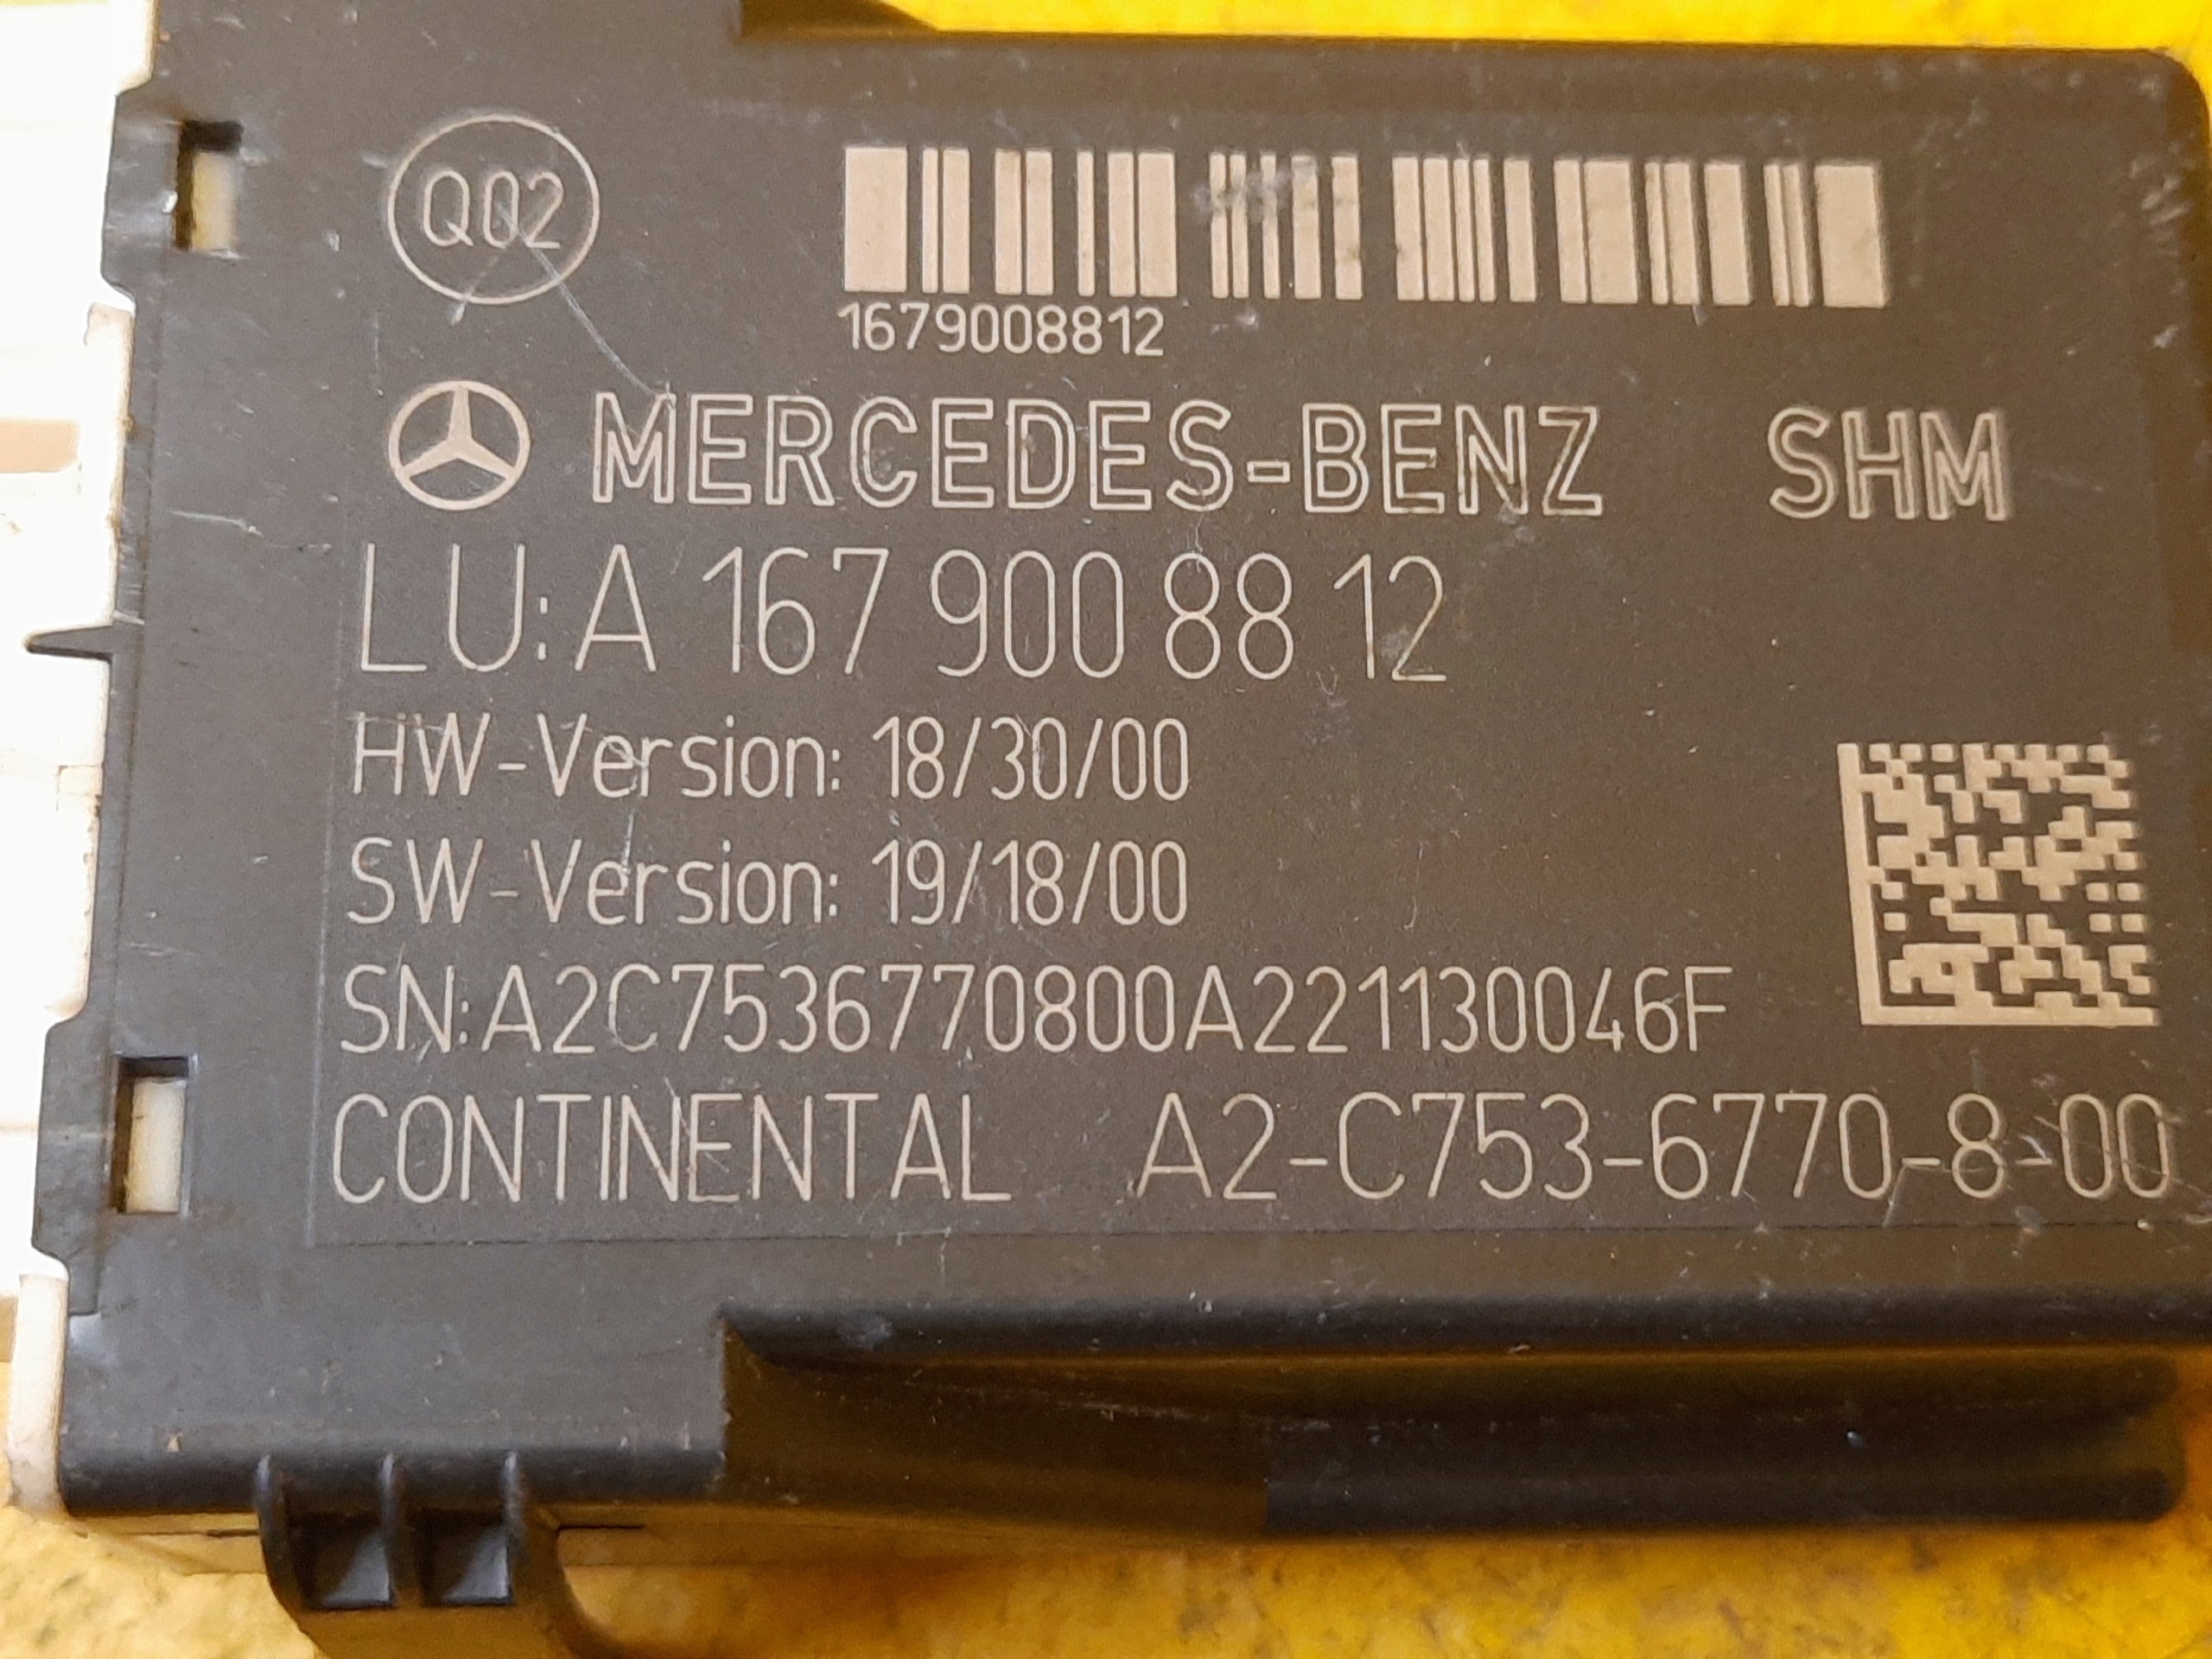 Q02
1679008812
MERCEDES-BENZ SHM
LU: A 167 900 88 12
HW-Version: 18/30/00
SW-Version: 19/18/00
SN:A2C7536770800A221130046F
CONTINENTAL A2-C753-6770-8-00